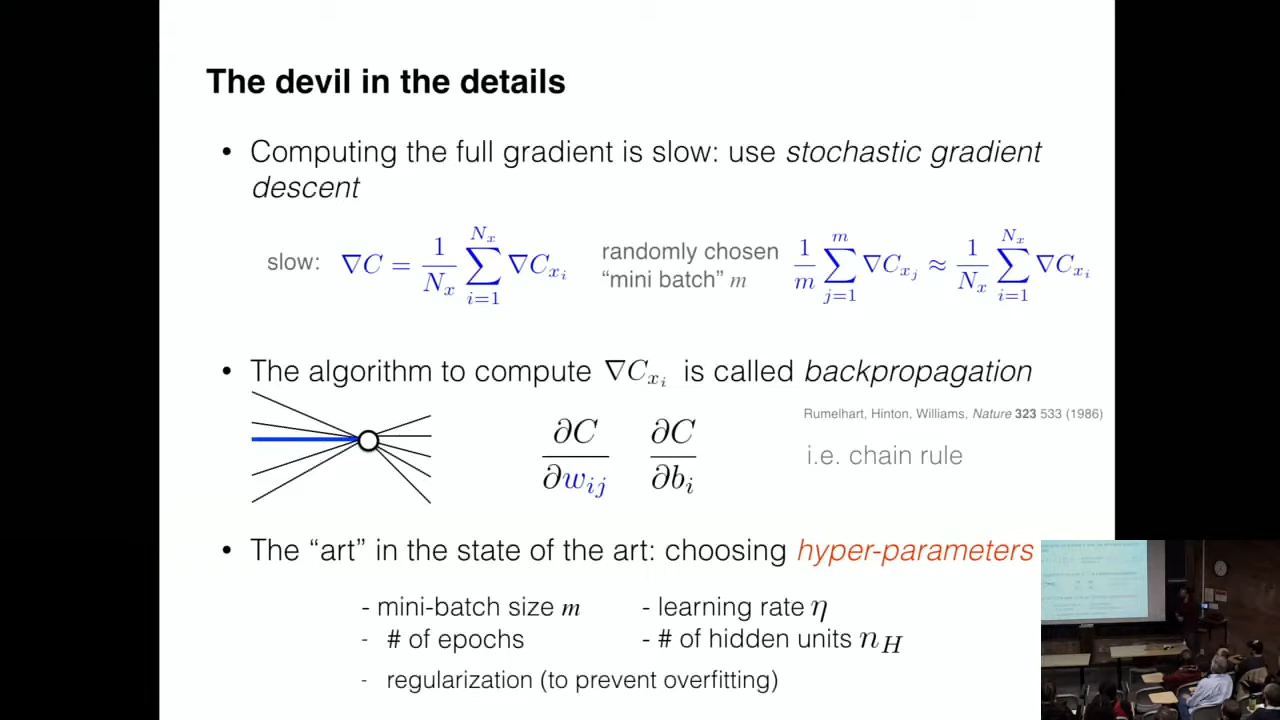 The devil in the details
• Computing the full gradient is slow: use stochastic gradient
descent
slow: ∇C = 1/N_x ∑_{i=1}^{N_x} ∇C_{x_i}
randomly chosen
“mini batch” m
1/m ∑_{j=1}^{m} ∇C_{x_j} ≈ 1/N_x ∑_{i=1}^{N_x} ∇C_{x_i}
• The algorithm to compute ∇C_{x_i} is called backpropagation
Rumelhart, Hinton, Williams, Nature 323 533 (1986)
∂C/∂w_{ij} ∂C/∂b_i
i.e. chain rule
• The “art” in the state of the art: choosing hyper-parameters
- mini-batch size m - learning rate η
- # of epochs - # of hidden units n_H
- regularization (to prevent overfitting)